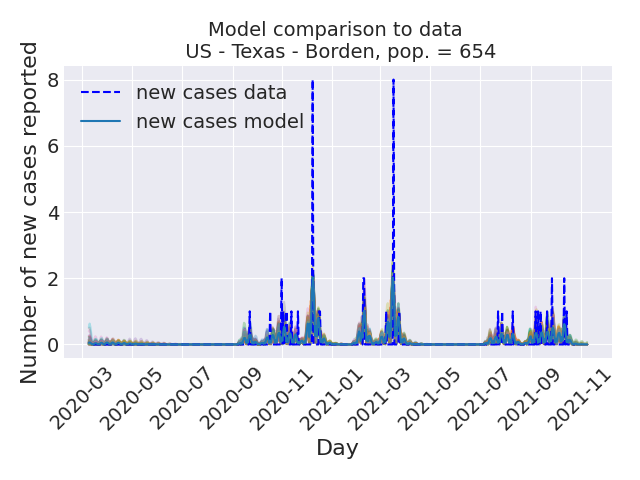 Model comparison to data
US - Texas - Borden, pop. = 654
Number of new cases reported
8
6
4
2
0
new cases data
new cases model
2020-03
2020-05
2020-07
2020-09
2020-11
2021-01
2021-03
2021-05
2021-07
2021-09
2021-11
Day